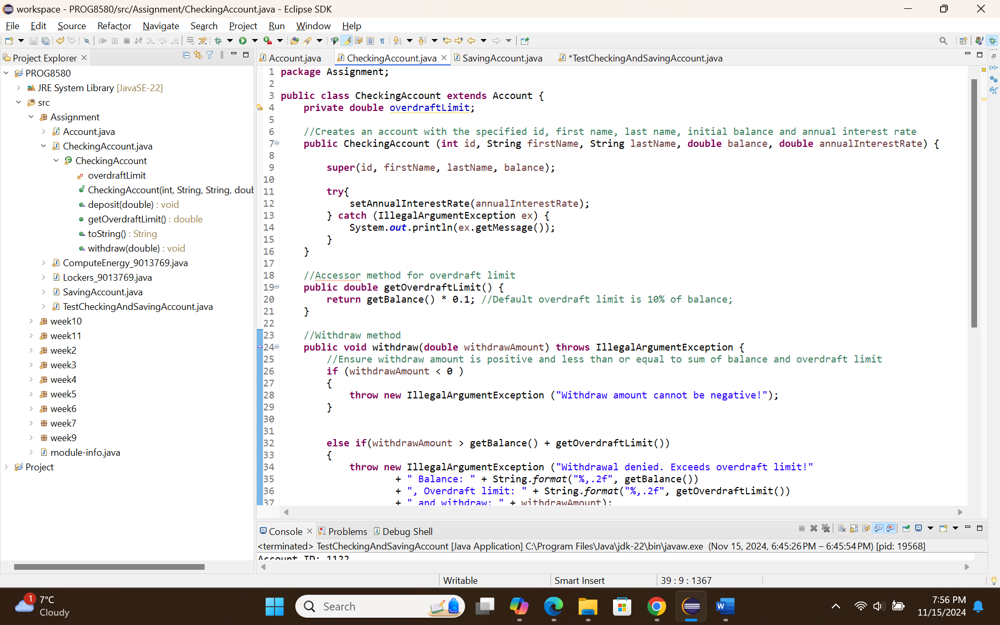 workspace - PROG8580/src/Assignment/CheckingAccount.java - Eclipse SDK
File Edit Source Refactor Navigate Search Project Run Window Help
Project Explorer
PROG8580
JRE System Library [JavaSE-22]
src
Assignment
Account.java
CheckingAccount.java
CheckingAccount
overdraftLimit
CheckingAccount(int, String, String, doub
deposit(double) : void
getOverdraftLimit() : double
toString() : String
withdraw(double) : void
ComputeEnergy_9013769.java
Lockers_9013769.java
SavingAccount.java
TestCheckingAndSavingAccount.java
week10
week11
week2
week3
week4
week5
week6
week7
week9
module-info.java
Project
Account.java CheckingAccount.java SavingAccount.java *TestCheckingAndSavingAccount.java
1 package Assignment;
2
3 public class CheckingAccount extends Account {
4 private double overdraftLimit;
5
6 //Creates an account with the specified id, first name, last name, initial balance and annual interest rate
7 public CheckingAccount (int id, String firstName, String lastName, double balance, double annualInterestRate) {
8
9 super(id, firstName, lastName, balance);
10
11 try{
12 setAnnualInterestRate(annualInterestRate);
13 } catch (IllegalArgumentException ex) {
14 System.out.println(ex.getMessage());
15 }
16 }
17
18 //Accessor method for overdraft limit
19 public double getOverdraftLimit() {
20 return getBalance() * 0.1; //Default overdraft limit is 10% of balance;
21 }
22
23 //Withdraw method
24 public void withdraw(double withdrawAmount) throws IllegalArgumentException {
25 //Ensure withdraw amount is positive and less than or equal to sum of balance and overdraft limit
26 if (withdrawAmount < 0 )
27 {
28 throw new IllegalArgumentException ("Withdraw amount cannot be negative!");
29 }
30
31
32 else if(withdrawAmount > getBalance() + getOverdraftLimit())
33 {
34 throw new IllegalArgumentException ("Withdrawal denied. Exceeds overdraft limit!"
35 + " Balance: " + String.format("%,.2f", getBalance())
36 + ", Overdraft limit: " + String.format("%,.2f", getOverdraftLimit())
37 + " and withdraw: " + withdrawAmount);
Console Problems Debug Shell
<terminated> TestCheckingAndSavingAccount [Java Application] C:\Program Files\Java\jdk-22\bin\javaw.exe (Nov 15, 2024, 6:45:26 PM – 6:45:54 PM) [pid: 19568]
Account ID: 1122
Writable Smart Insert 39 : 9 : 1367
1
7°C
Cloudy
Search
7:56 PM
11/15/2024